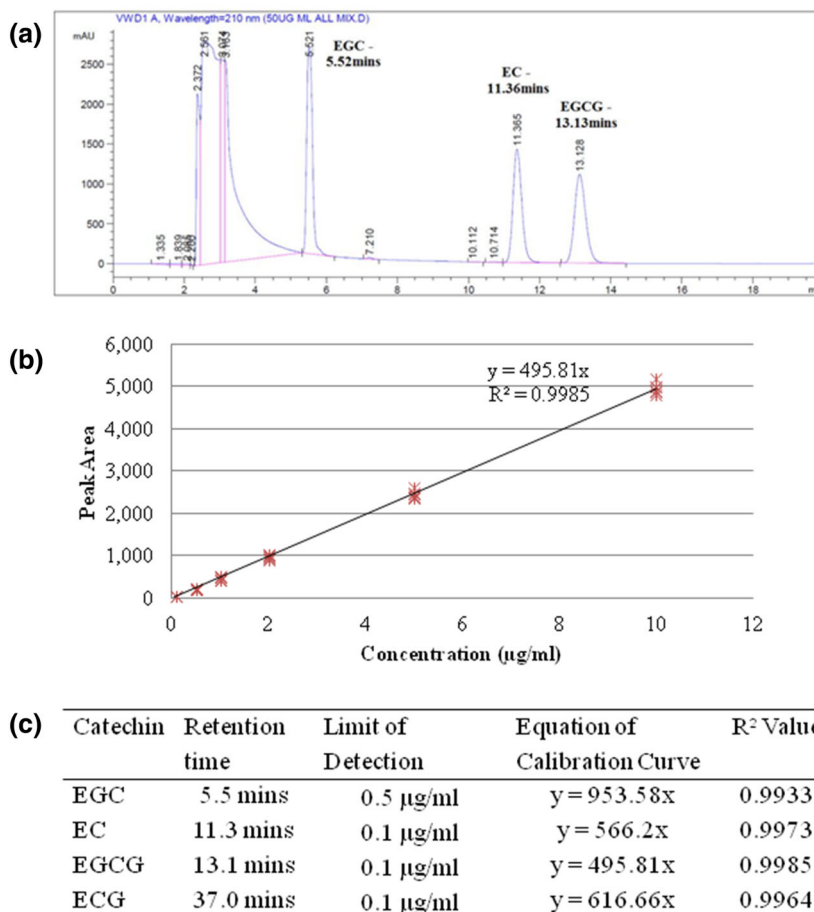 (a)
VWD1 A, Wavelength=210 nm (50UG ML ALL MIX.D)
mAU
2500
2000
1500
1000
500
0
1.335
1.839
2.372
2.561
3.074
3.163
5.521
7.210
10.112
10.714
11.365
13.128
EGC -
5.52mins
EC -
11.36mins
EGCG -
13.13mins
0 2 4 6 8 10 12 14 16 18
(b)
6,000
5,000
4,000
3,000
2,000
1,000
0
Peak Area
y = 495.81x
R² = 0.9985
0 2 4 6 8 10 12
Concentration (µg/ml)
(c)
Catechin Retention Limit of Equation of R² Value
time Detection Calibration Curve
EGC 5.5 mins 0.5 µg/ml y = 953.58x 0.9933
EC 11.3 mins 0.1 µg/ml y = 566.2x 0.9973
EGCG 13.1 mins 0.1 µg/ml y = 495.81x 0.9985
ECG 37.0 mins 0.1 µg/ml y = 616.66x 0.9964